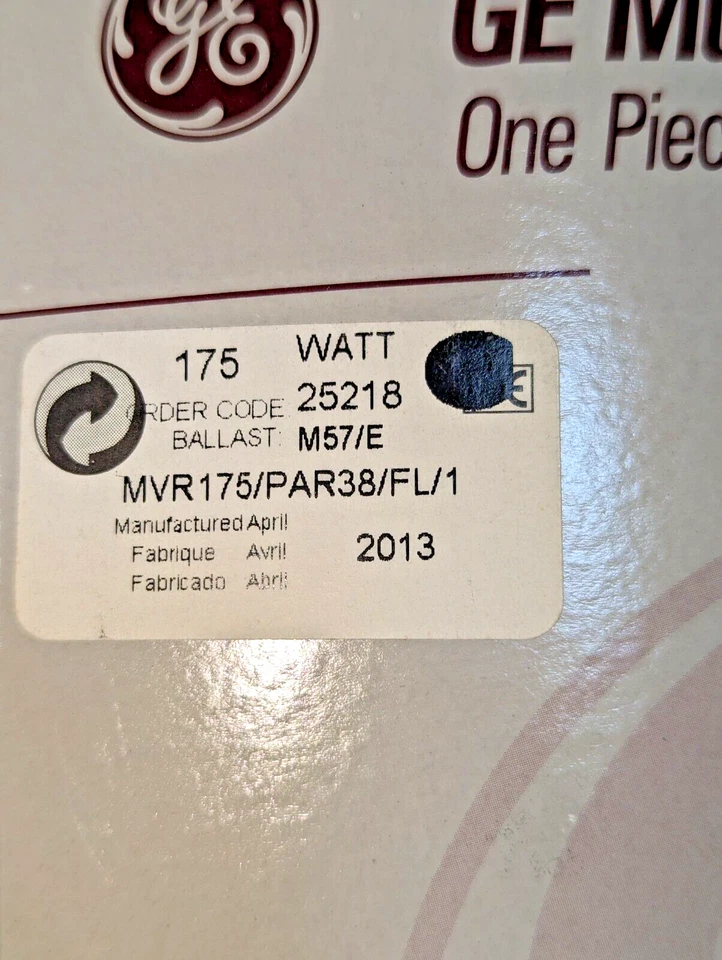 GE
GE M
One Piec
175 WATT
ORDER CODE 25218
BALLAST: M57/E
MVR175/PAR38/FL/1
Manufactured April
Fabrique Avril 2013
Fabricado Abril